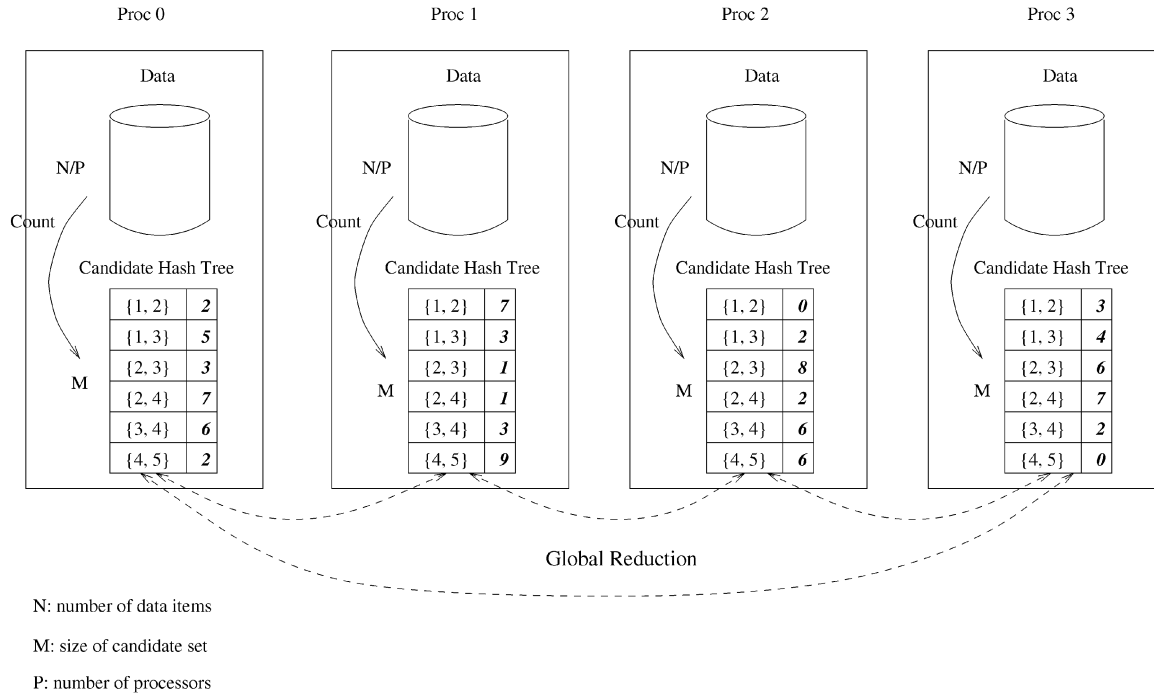 Proc 0 Proc 1 Proc 2 Proc 3
Data Data Data Data
N/P N/P N/P N/P
Count Count Count Count
Candidate Hash Tree Candidate Hash Tree Candidate Hash Tree Candidate Hash Tree
{1, 2} 2 {1, 2} 7 {1, 2} 0 {1, 2} 3
{1, 3} 5 {1, 3} 3 {1, 3} 2 {1, 3} 4
{2, 3} 3 {2, 3} 1 {2, 3} 8 {2, 3} 6
M M M M
{2, 4} 7 {2, 4} 1 {2, 4} 2 {2, 4} 7
{3, 4} 6 {3, 4} 3 {3, 4} 6 {3, 4} 2
{4, 5} 2 {4, 5} 9 {4, 5} 6 {4, 5} 0
Global Reduction
N: number of data items
M: size of candidate set
P: number of processors